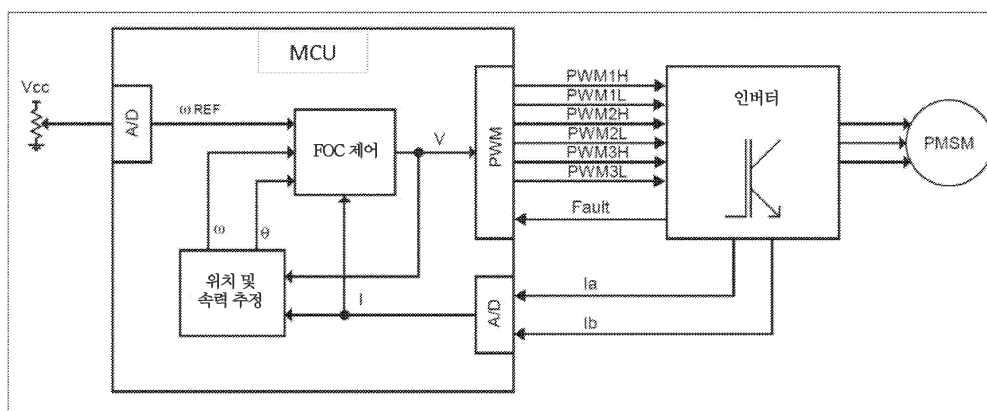 MCU
Vcc
A/D
ω REF
FOC 제어
V
PWM
PWM1H
PWM1L
PWM2H
PWM2L
PWM3H
PWM3L
Fault
인버터
PMSM
ω
θ
위치 및
속력 추정
I
A/D
Ia
Ib